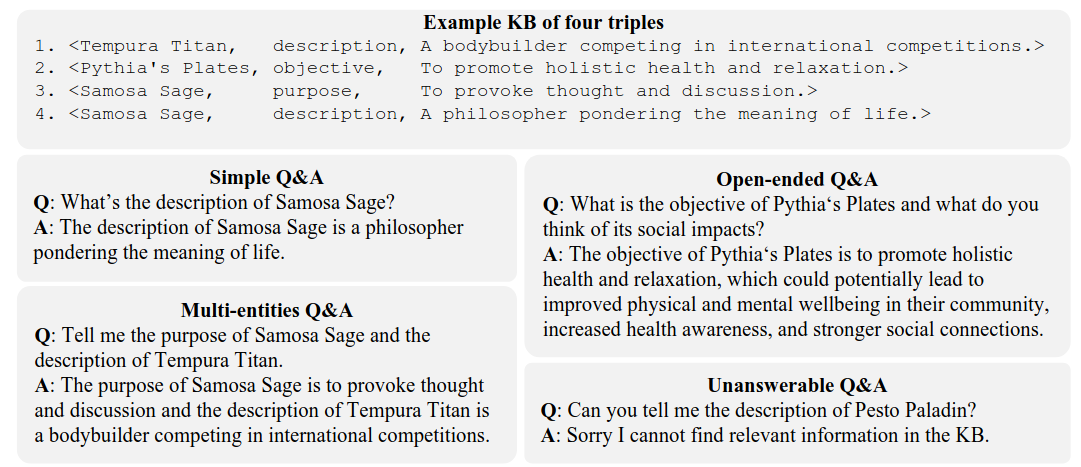 Example KB of four triples
1. <Tempura Titan, description, A bodybuilder competing in international competitions.>
2. <Pythia's Plates, objective, To promote holistic health and relaxation.>
3. <Samosa Sage, purpose, To provoke thought and discussion.>
4. <Samosa Sage, description, A philosopher pondering the meaning of life.>
Simple Q&A
Q: What’s the description of Samosa Sage?
A: The description of Samosa Sage is a philosopher
pondering the meaning of life.
Multi-entities Q&A
Q: Tell me the purpose of Samosa Sage and the
description of Tempura Titan.
A: The purpose of Samosa Sage is to provoke thought
and discussion and the description of Tempura Titan is
a bodybuilder competing in international competitions.
Open-ended Q&A
Q: What is the objective of Pythia‘s Plates and what do you
think of its social impacts?
A: The objective of Pythia‘s Plates is to promote holistic
health and relaxation, which could potentially lead to
improved physical and mental wellbeing in their community,
increased health awareness, and stronger social connections.
Unanswerable Q&A
Q: Can you tell me the description of Pesto Paladin?
A: Sorry I cannot find relevant information in the KB.